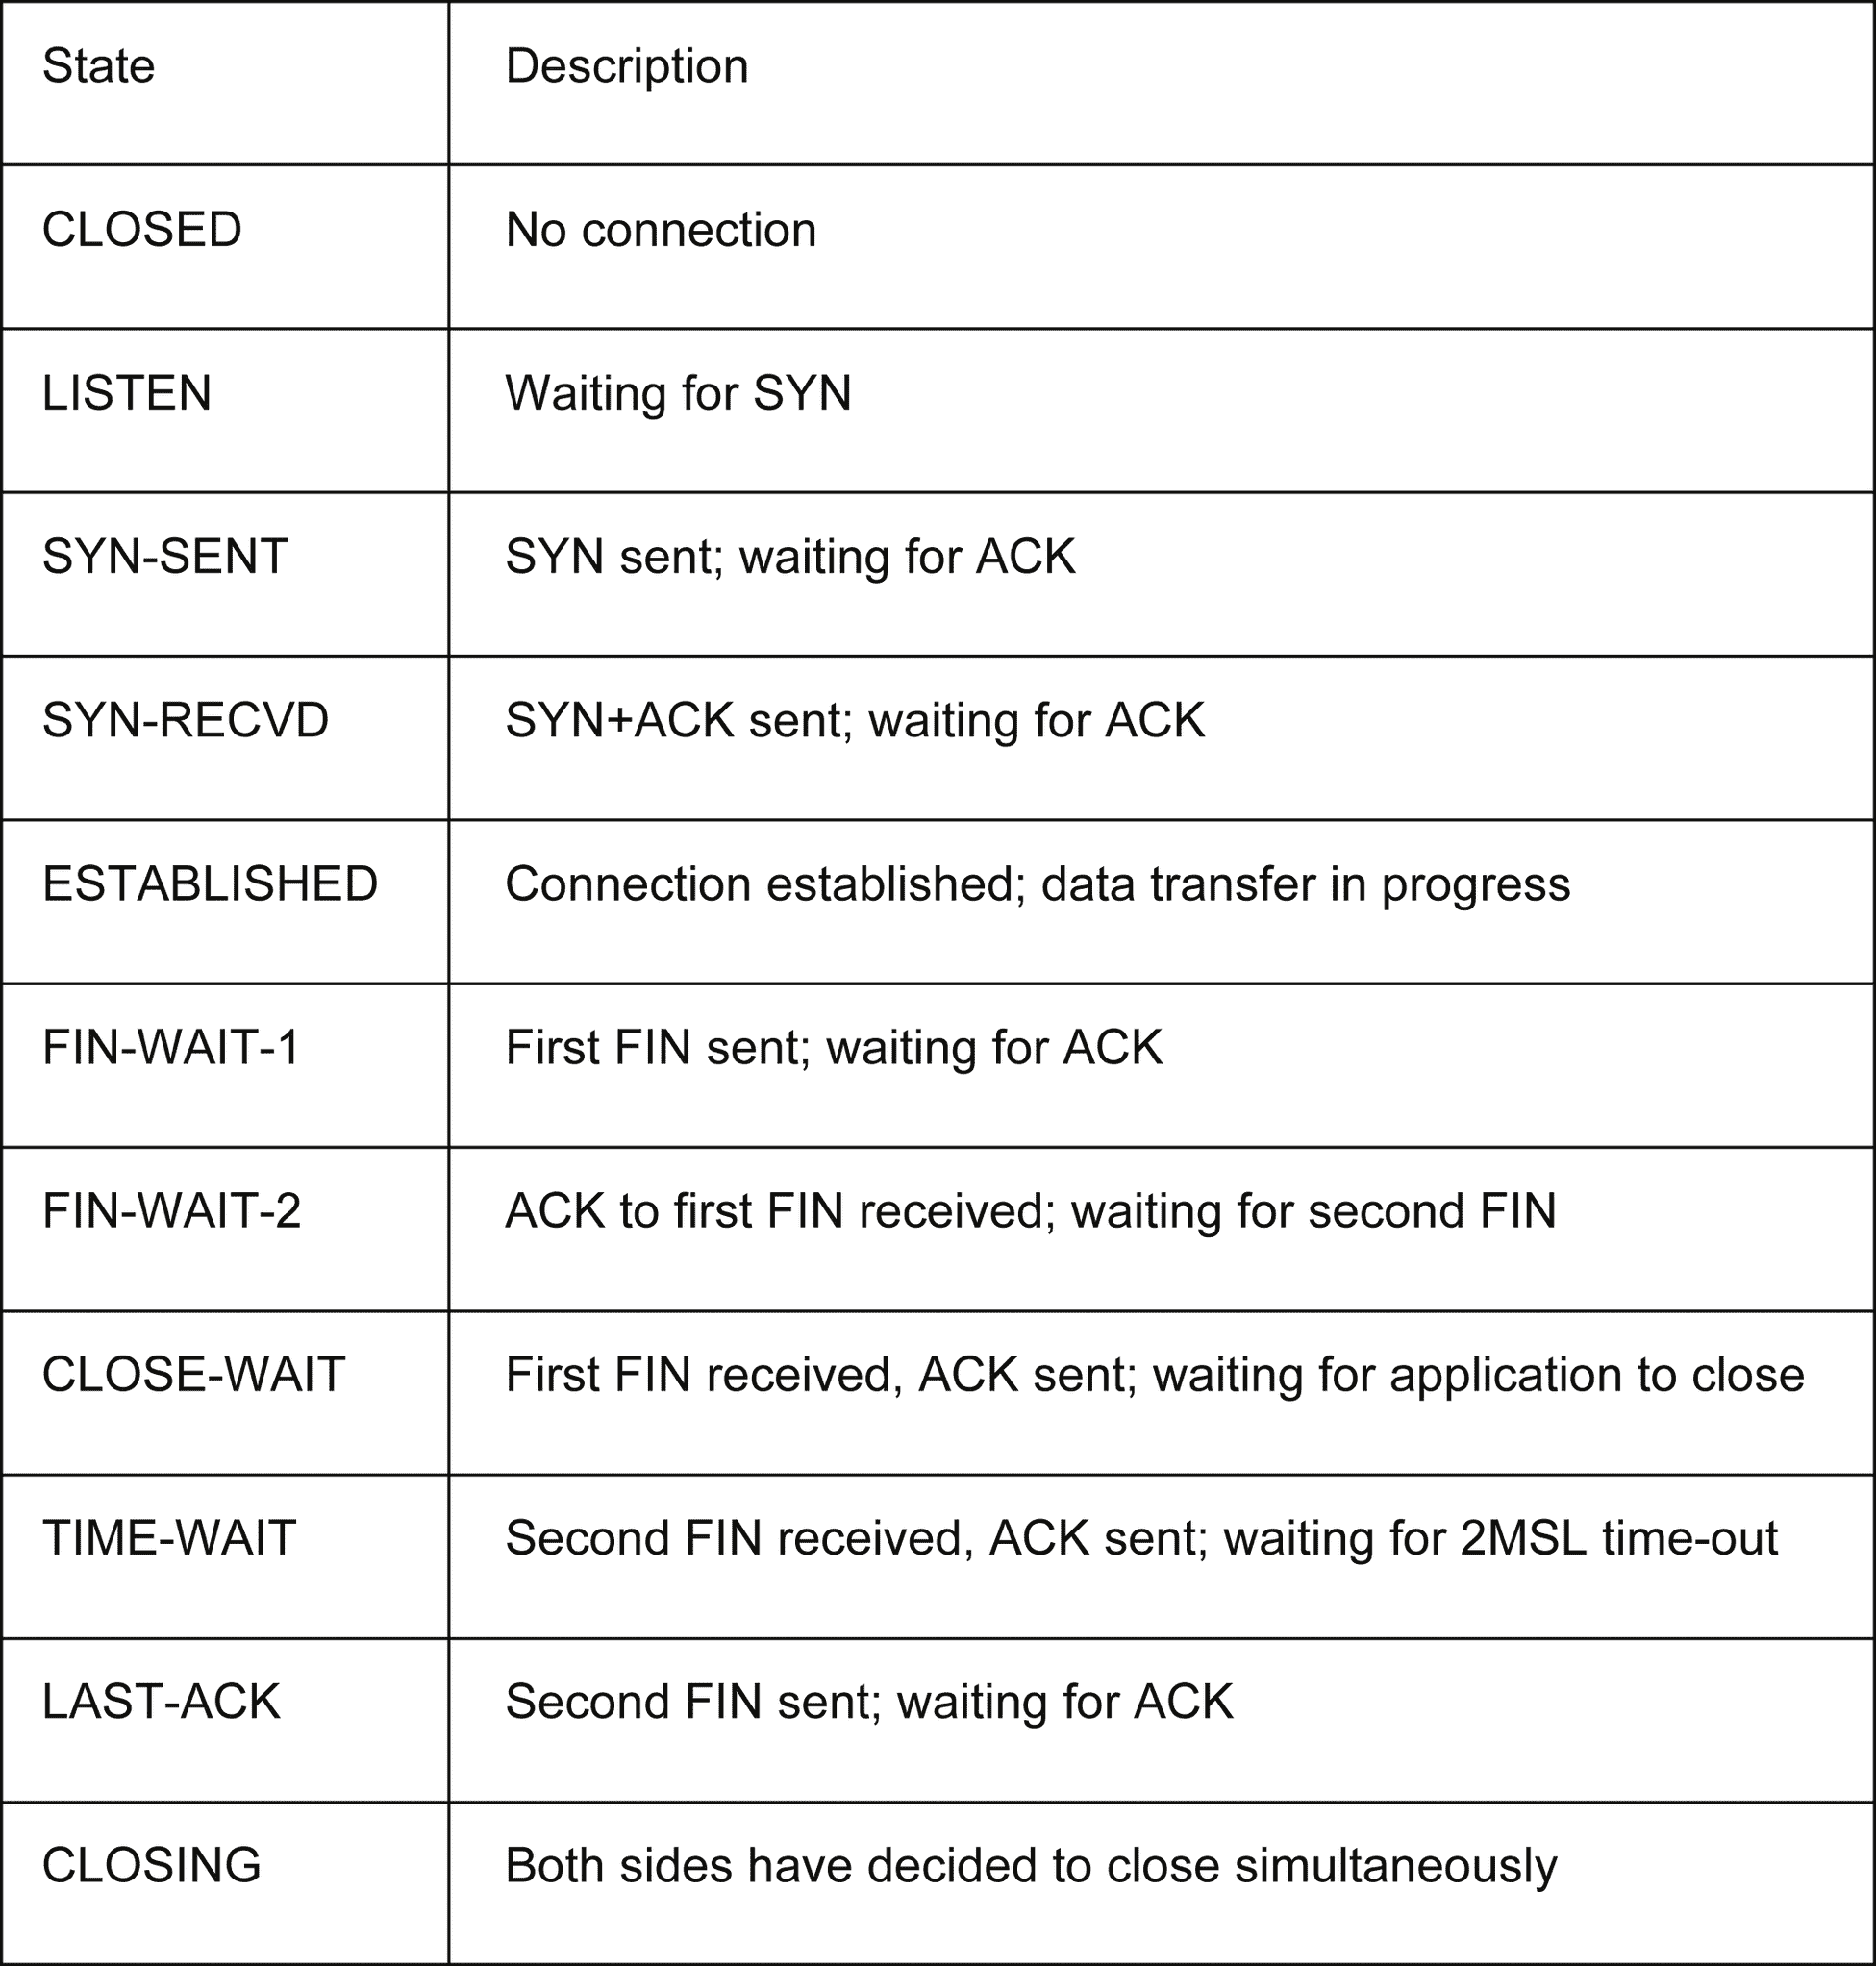 State Description
CLOSED No connection
LISTEN Waiting for SYN
SYN-SENT SYN sent; waiting for ACK
SYN-RECVD SYN+ACK sent; waiting for ACK
ESTABLISHED Connection established; data transfer in progress
FIN-WAIT-1 First FIN sent; waiting for ACK
FIN-WAIT-2 ACK to first FIN received; waiting for second FIN
CLOSE-WAIT First FIN received, ACK sent; waiting for application to close
TIME-WAIT Second FIN received, ACK sent; waiting for 2MSL time-out
LAST-ACK Second FIN sent; waiting for ACK
CLOSING Both sides have decided to close simultaneously